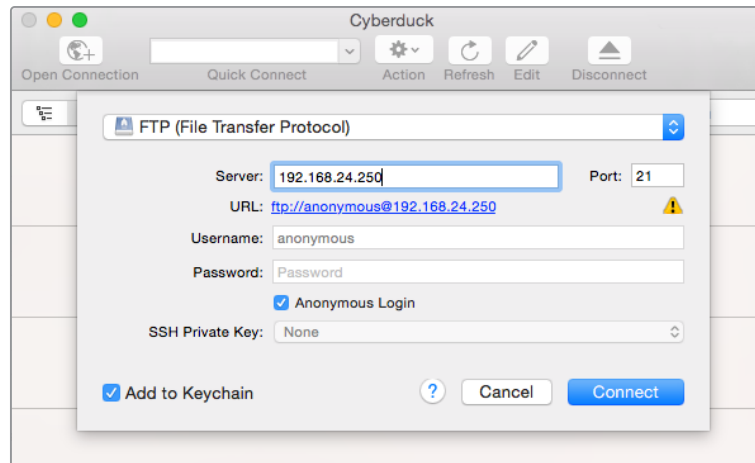 Cyberduck
Open Connection Quick Connect Action Refresh Edit Disconnect
FTP (File Transfer Protocol)
Server: 192.168.24.250 Port: 21
URL: ftp://anonymous@192.168.24.250
Username: anonymous
Password: Password
Anonymous Login
SSH Private Key: None
Add to Keychain ? Cancel Connect